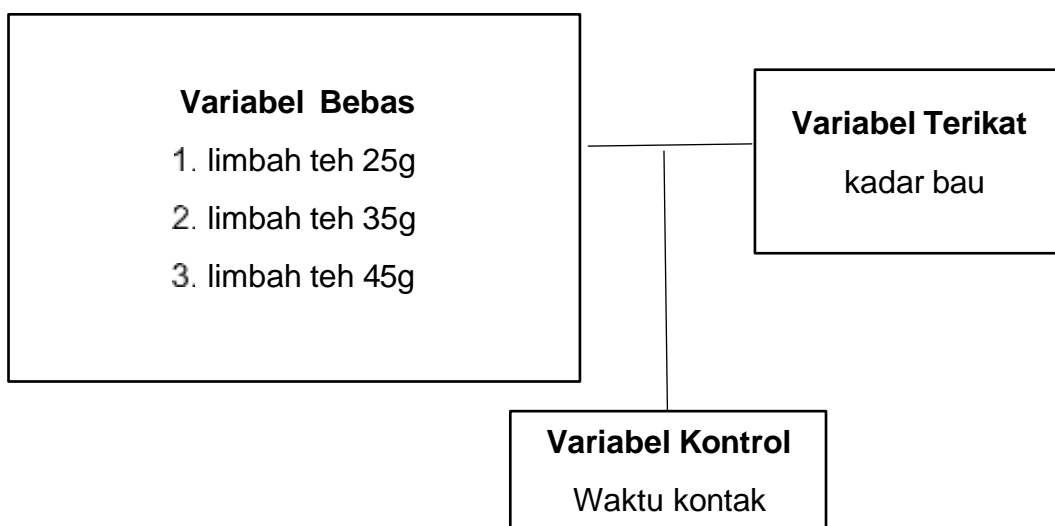 Variabel Bebas
1. limbah teh 25g
2. limbah teh 35g
3. limbah teh 45g
Variabel Terikat
kadar bau
Variabel Kontrol
Waktu kontak